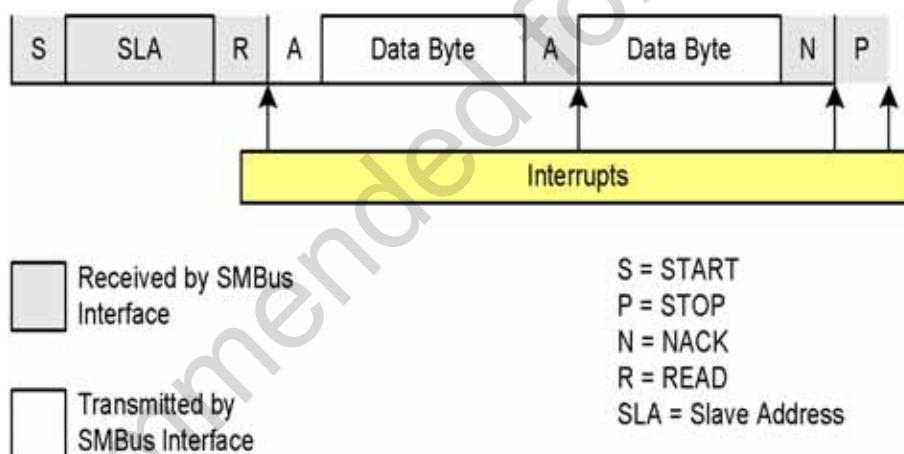 S SLA R A Data Byte A Data Byte N P
Interrupts
Received by SMBus
Interface
Transmitted by
SMBus Interface
S = START
P = STOP
N = NACK
R = READ
SLA = Slave Address